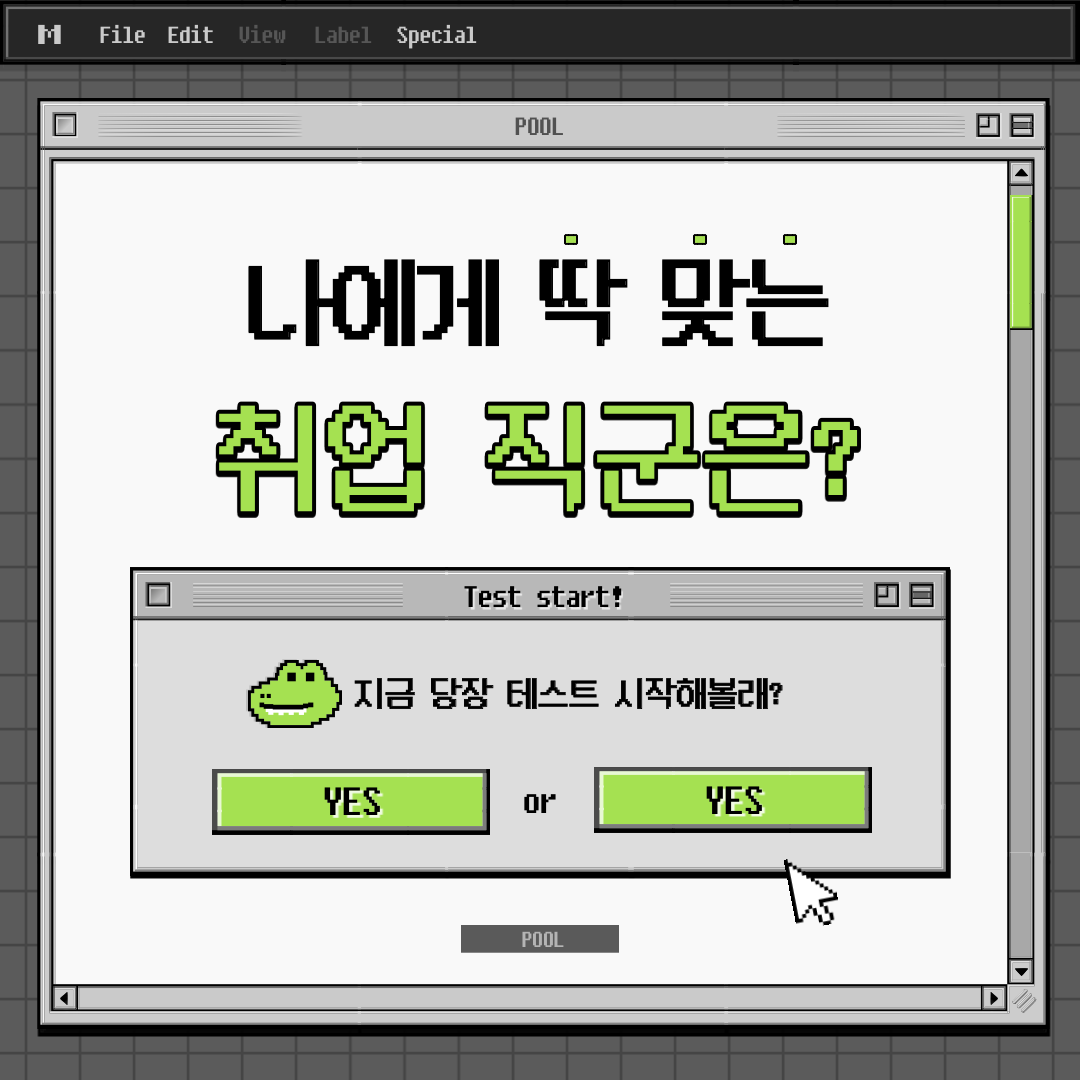 M File Edit View Label Special
POOL
나에게 딱 맞는
취업 직군은?
Test start!
지금 당장 테스트 시작해볼래?
YES or YES
POOL